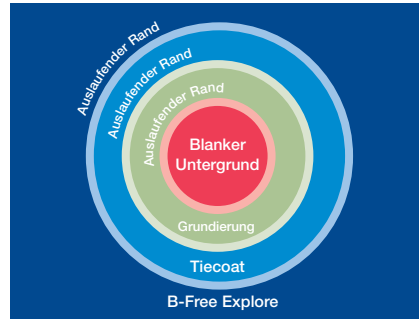 Auslaufender Rand
Auslaufender Rand
Auslaufender Rand
Blanker
Untergrund
Grundierung
Tiecoat
B-Free Explore